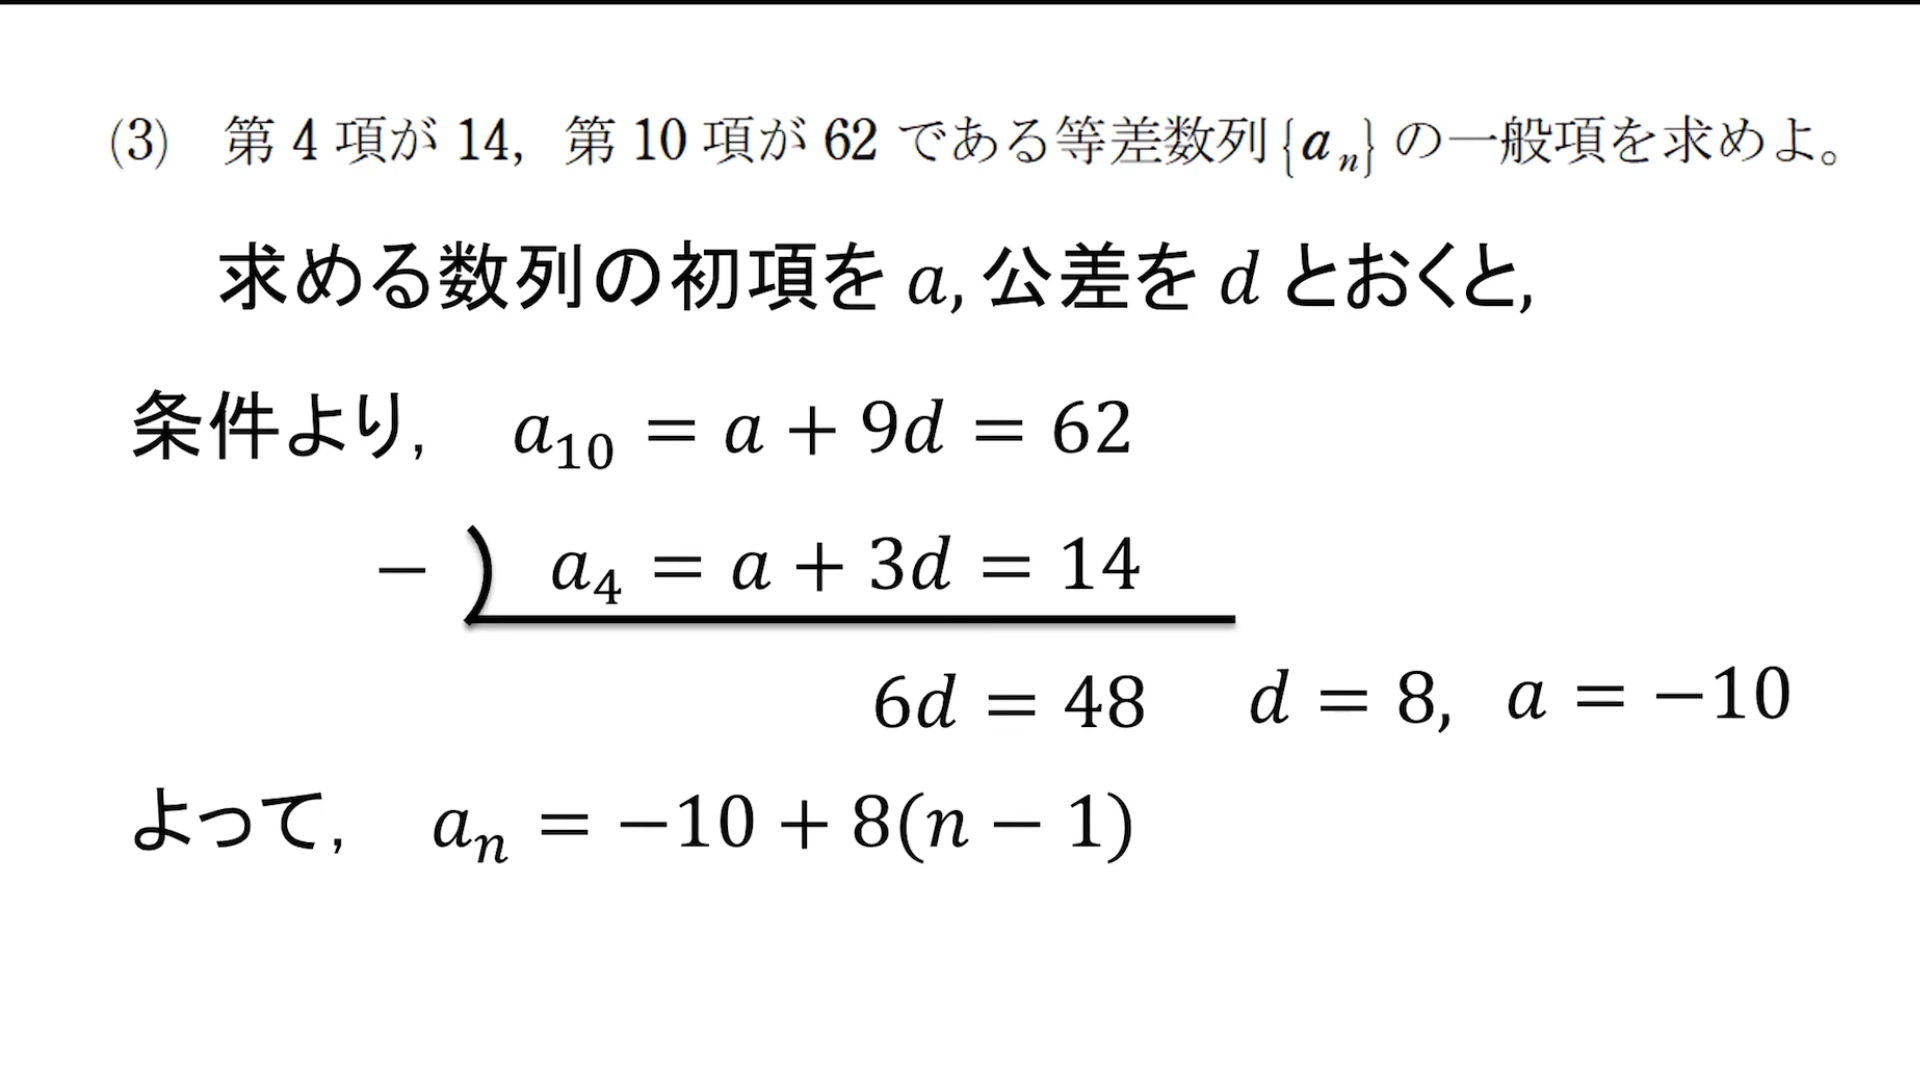 (3) 第 4 項が 14, 第 10 項が 62 である等差数列{aₙ}の一般項を求めよ。
求める数列の初項を a, 公差を d とおくと,
条件より, a₁₀ = a + 9d = 62
− ) a₄ = a + 3d = 14
6d = 48 d = 8, a = −10
よって, aₙ = −10 + 8(n − 1)